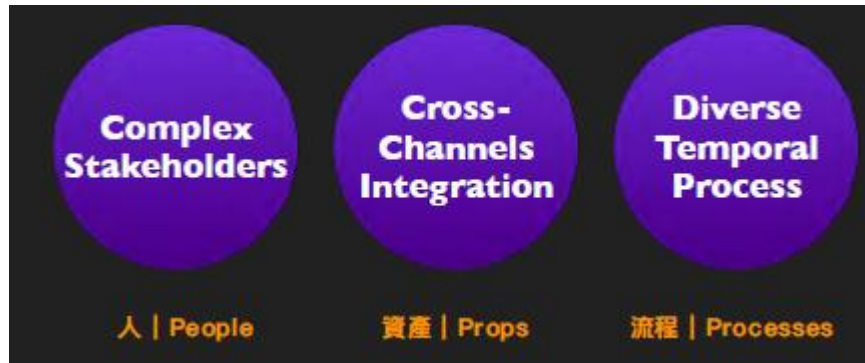 Complex
Stakeholders
Cross-
Channels
Integration
Diverse
Temporal
Process
人 | People
資產 | Props
流程 | Processes